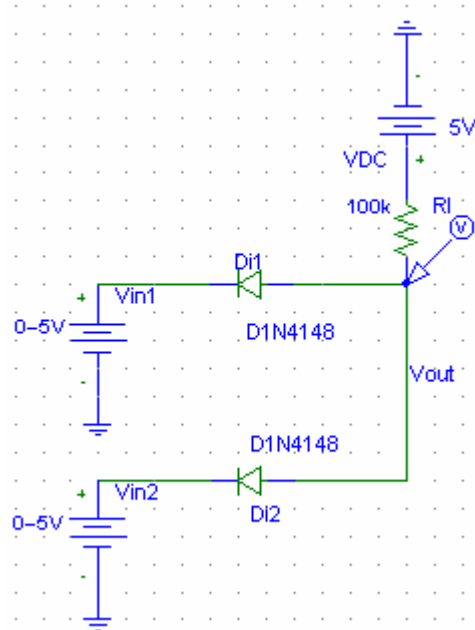 -
5V
VDC +
100k RI
V
Di1
+ Vin1
0-5V
D1N4148
-
Vout
D1N4148
+ Vin2
0-5V
Di2
-